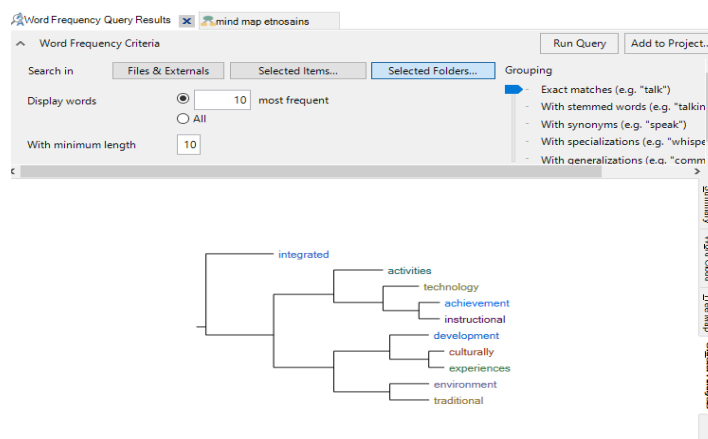 Word Frequency Query Results
mind map etnosains
Word Frequency Criteria
Run Query
Add to Project..
Search in
Files & Externals
Selected Items...
Selected Folders...
Grouping
Display words
10
most frequent
All
With minimum length
10
Exact matches (e.g. "talk")
With stemmed words (e.g. "talkin
With synonyms (e.g. "speak")
With specializations (e.g. "whispe
With generalizations (e.g. "comm
integrated
activities
technology
achievement
instructional
development
culturally
experiences
environment
traditional